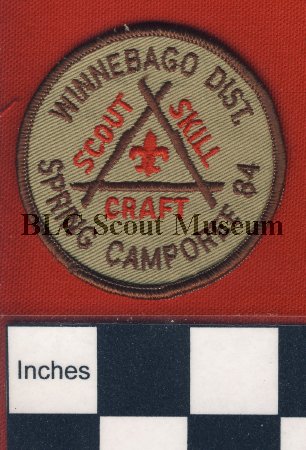 WINNEBAGO DIST.
SCOUT
SKILL
CRAFT
SPRING CAMPOREE 84
BLC Scout Museum
Inches